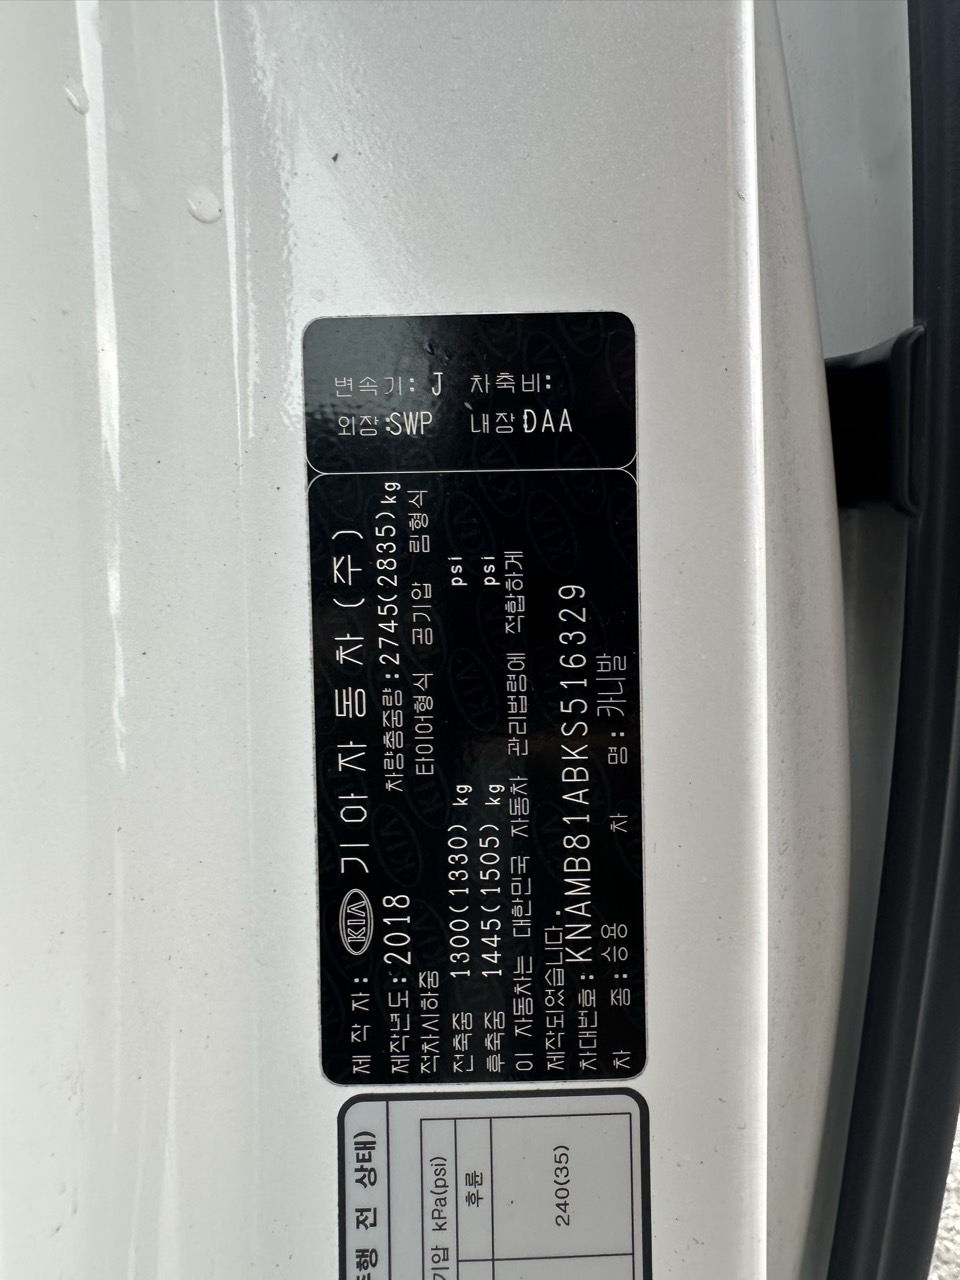 제 작 자: KIA 기아자동차(주)
제작년도:2018 차량총중량:2745(2835)kg
적차시하중 타이어형식 공기압 림형식
전축중 1300(1330) kg psi
후축중 1445(1505) kg psi
이 자동차는 대한민국 자동차 관리법령에 적합하게
제작되었습니다.
차대번호:KNAMB81ABKS516329
차 종:승용 차 명:카니발
변속기: J 차축비:
외장:SWP 내장:DAA
행 전 상태)
기압 kPa(psi)
후륜
240(35)